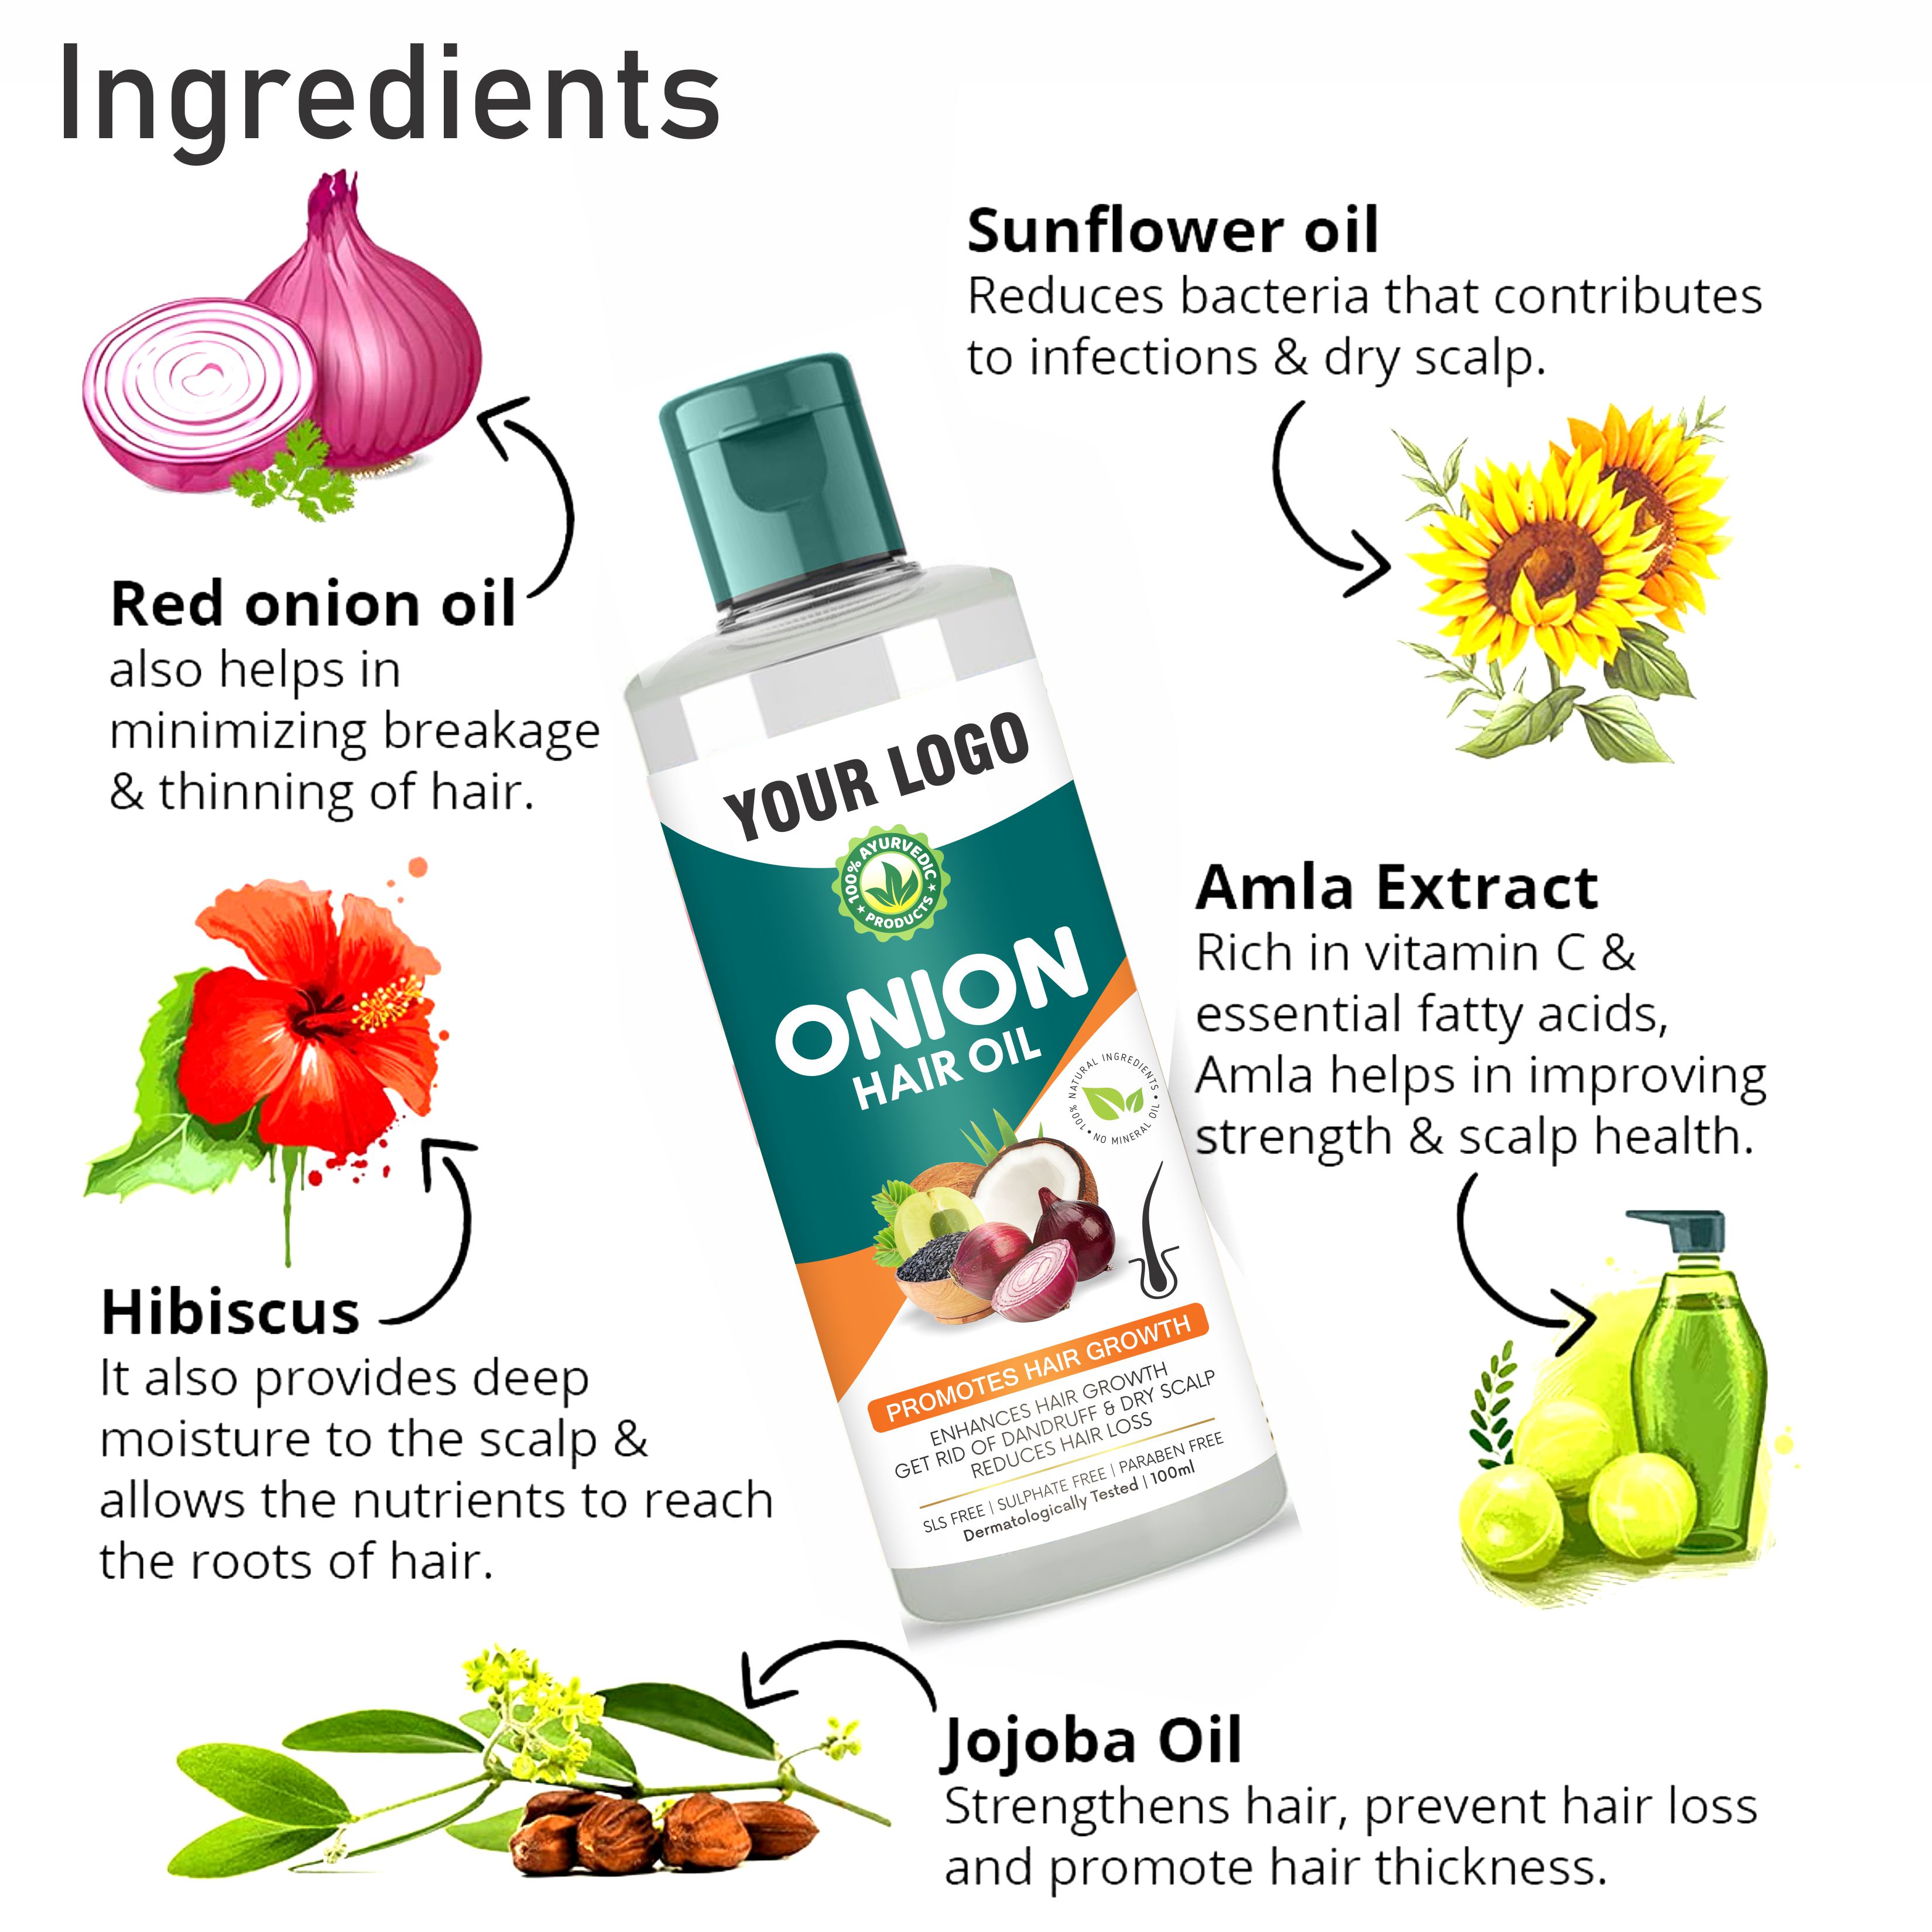 Ingredients
Sunflower oil
Reduces bacteria that contributes
to infections & dry scalp.
Red onion oil
also helps in
minimizing breakage
& thinning of hair.
YOUR LOGO
100% AYURVEDIC
PRODUCTS
ONION
HAIR OIL
100% NATURAL INGREDIENTS
NO MINERAL OIL
PROMOTES HAIR GROWTH
ENHANCES HAIR GROWTH
GET RID OF DANDRUFF & DRY SCALP
REDUCES HAIR LOSS
SLS FREE | SULPHATE FREE | PARABEN FREE
Dermatologically Tested | 100ml
Amla Extract
Rich in vitamin C &
essential fatty acids,
Amla helps in improving
strength & scalp health.
Hibiscus
It also provides deep
moisture to the scalp &
allows the nutrients to reach
the roots of hair.
Jojoba Oil
Strengthens hair, prevent hair loss
and promote hair thickness.